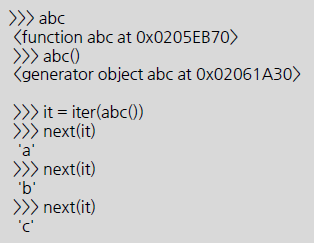 >>> abc
<function abc at 0x0205EB70>
>>> abc()
<generator object abc at 0x02061A30>
>>> it = iter(abc())
>>> next(it)
'a'
>>> next(it)
'b'
>>> next(it)
'c'